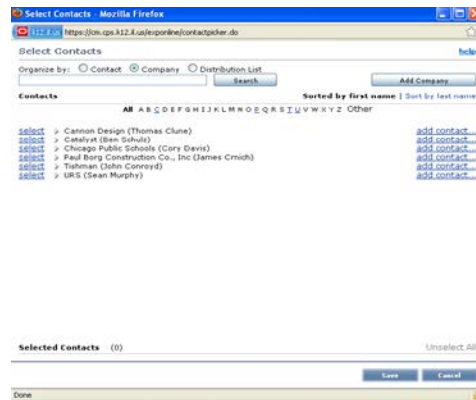 Select Contacts - Mozilla Firefox
k12.il.us https://cm.cps.k12.il.us/exponline/contactpicker.do
Select Contacts help
Organize by: Contact Company Distribution List
Search Add Company
Contacts Sorted by first name | Sort by last name
All A B C D E F G H I J K L M N O P Q R S T U V W X Y Z Other
select Cannon Design (Thomas Clune) add contact...
select Catalyst (Ben Schuls) add contact...
select Chicago Public Schools (Cory Davis) add contact...
select Paul Borg Construction Co., Inc (James Crnich) add contact...
select Tishman (John Conroyd) add contact...
select URS (Sean Murphy) add contact...
Selected Contacts (0) Unselect All
Save Cancel
Done